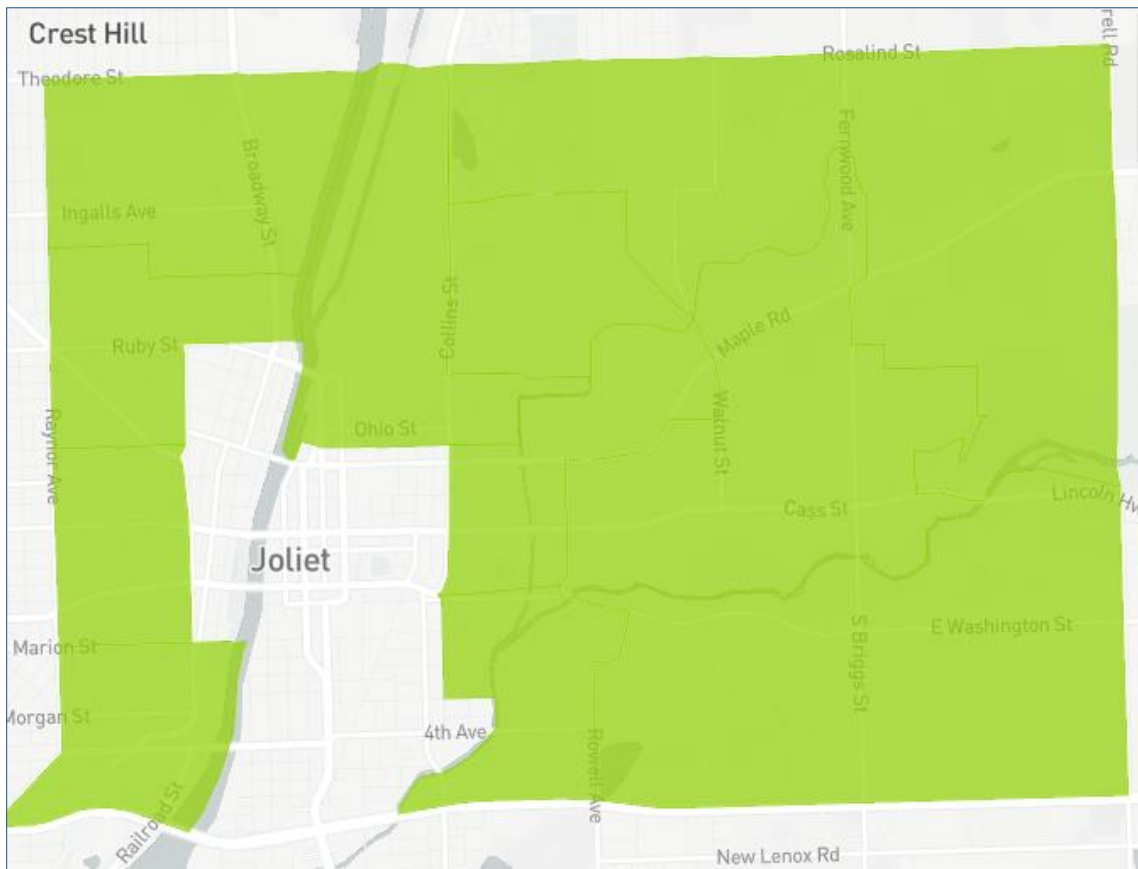 Crest Hill
rell Rd
Theodore St
Rosalind St
Broadway St
Fernwood Ave
Ingalls Ave
Collins St
Ruby St
Maple Rd
Walnut St
Raynor Ave
Ohio St
Cass St
Lincoln Hw
Joliet
E Washington St
Marion St
S Briggs St
Morgan St
4th Ave
Rowell Ave
Railroad St
New Lenox Rd